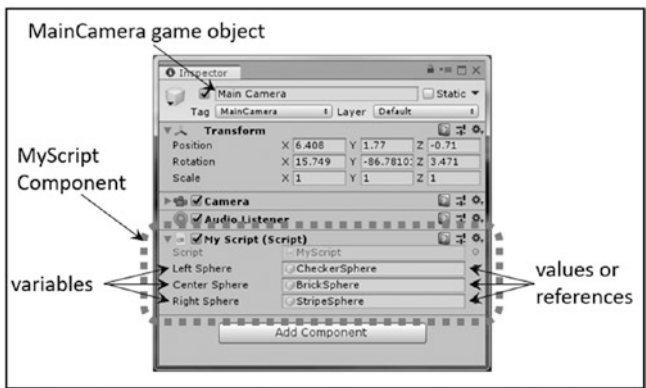 MainCamera game object
Inspector
Main Camera Static
Tag MainCamera Layer Default
Transform
Position X 6.408 Y 1.77 Z -0.71
Rotation X 15.749 Y -86.7810: Z 3.471
Scale X 1 Y 1 Z 1
MyScript
Component
Camera
Audio Listener
My Script (Script)
Script MyScript
variables
Left Sphere CheckerSphere
Center Sphere BrickSphere
Right Sphere StripeSphere
values or
references
Add Component